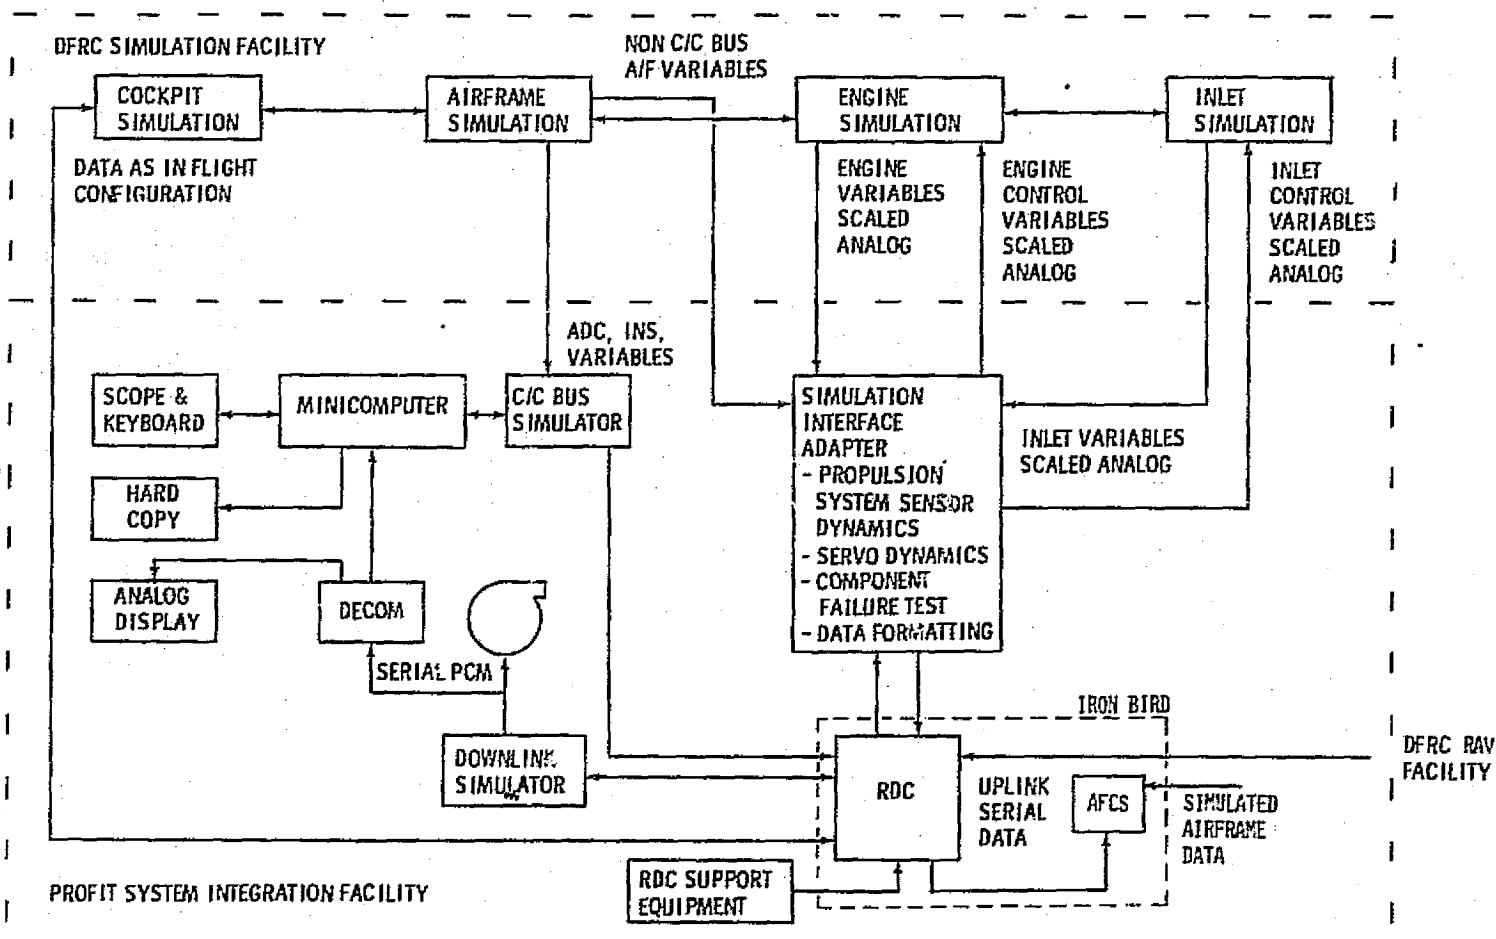 DFRC SIMULATION FACILITY
NON C/C BUS
A/F VARIABLES
COCKPIT
SIMULATION
AIRFRAME
SIMULATION
ENGINE
SIMULATION
INLET
SIMULATION
DATA AS IN FLIGHT
CONFIGURATION
ENGINE
VARIABLES
SCALED
ANALOG
ENGINE
CONTROL
VARIABLES
SCALED
ANALOG
INLET
CONTROL
VARIABLES
SCALED
ANALOG
ADC, INS,
VARIABLES
SCOPE &
KEYBOARD
MINICOMPUTER
C/C BUS
SIMULATOR
SIMULATION
INTERFACE
ADAPTER
- PROPULSION
SYSTEM SENSOR
DYNAMICS
- SERVO DYNAMICS
- COMPONENT
FAILURE TEST
- DATA FORMATTING
INLET VARIABLES
SCALED ANALOG
HARD
COPY
ANALOG
DISPLAY
DECOM
SERIAL PCM
IRON BIRD
DOWNLINK
SIMULATOR
RDC
UPLINK
SERIAL
DATA
AFCS
DFRC RAV
FACILITY
SIMULATED
AIRFRAME
DATA
RDC SUPPORT
EQUIPMENT
PROFIT SYSTEM INTEGRATION FACILITY